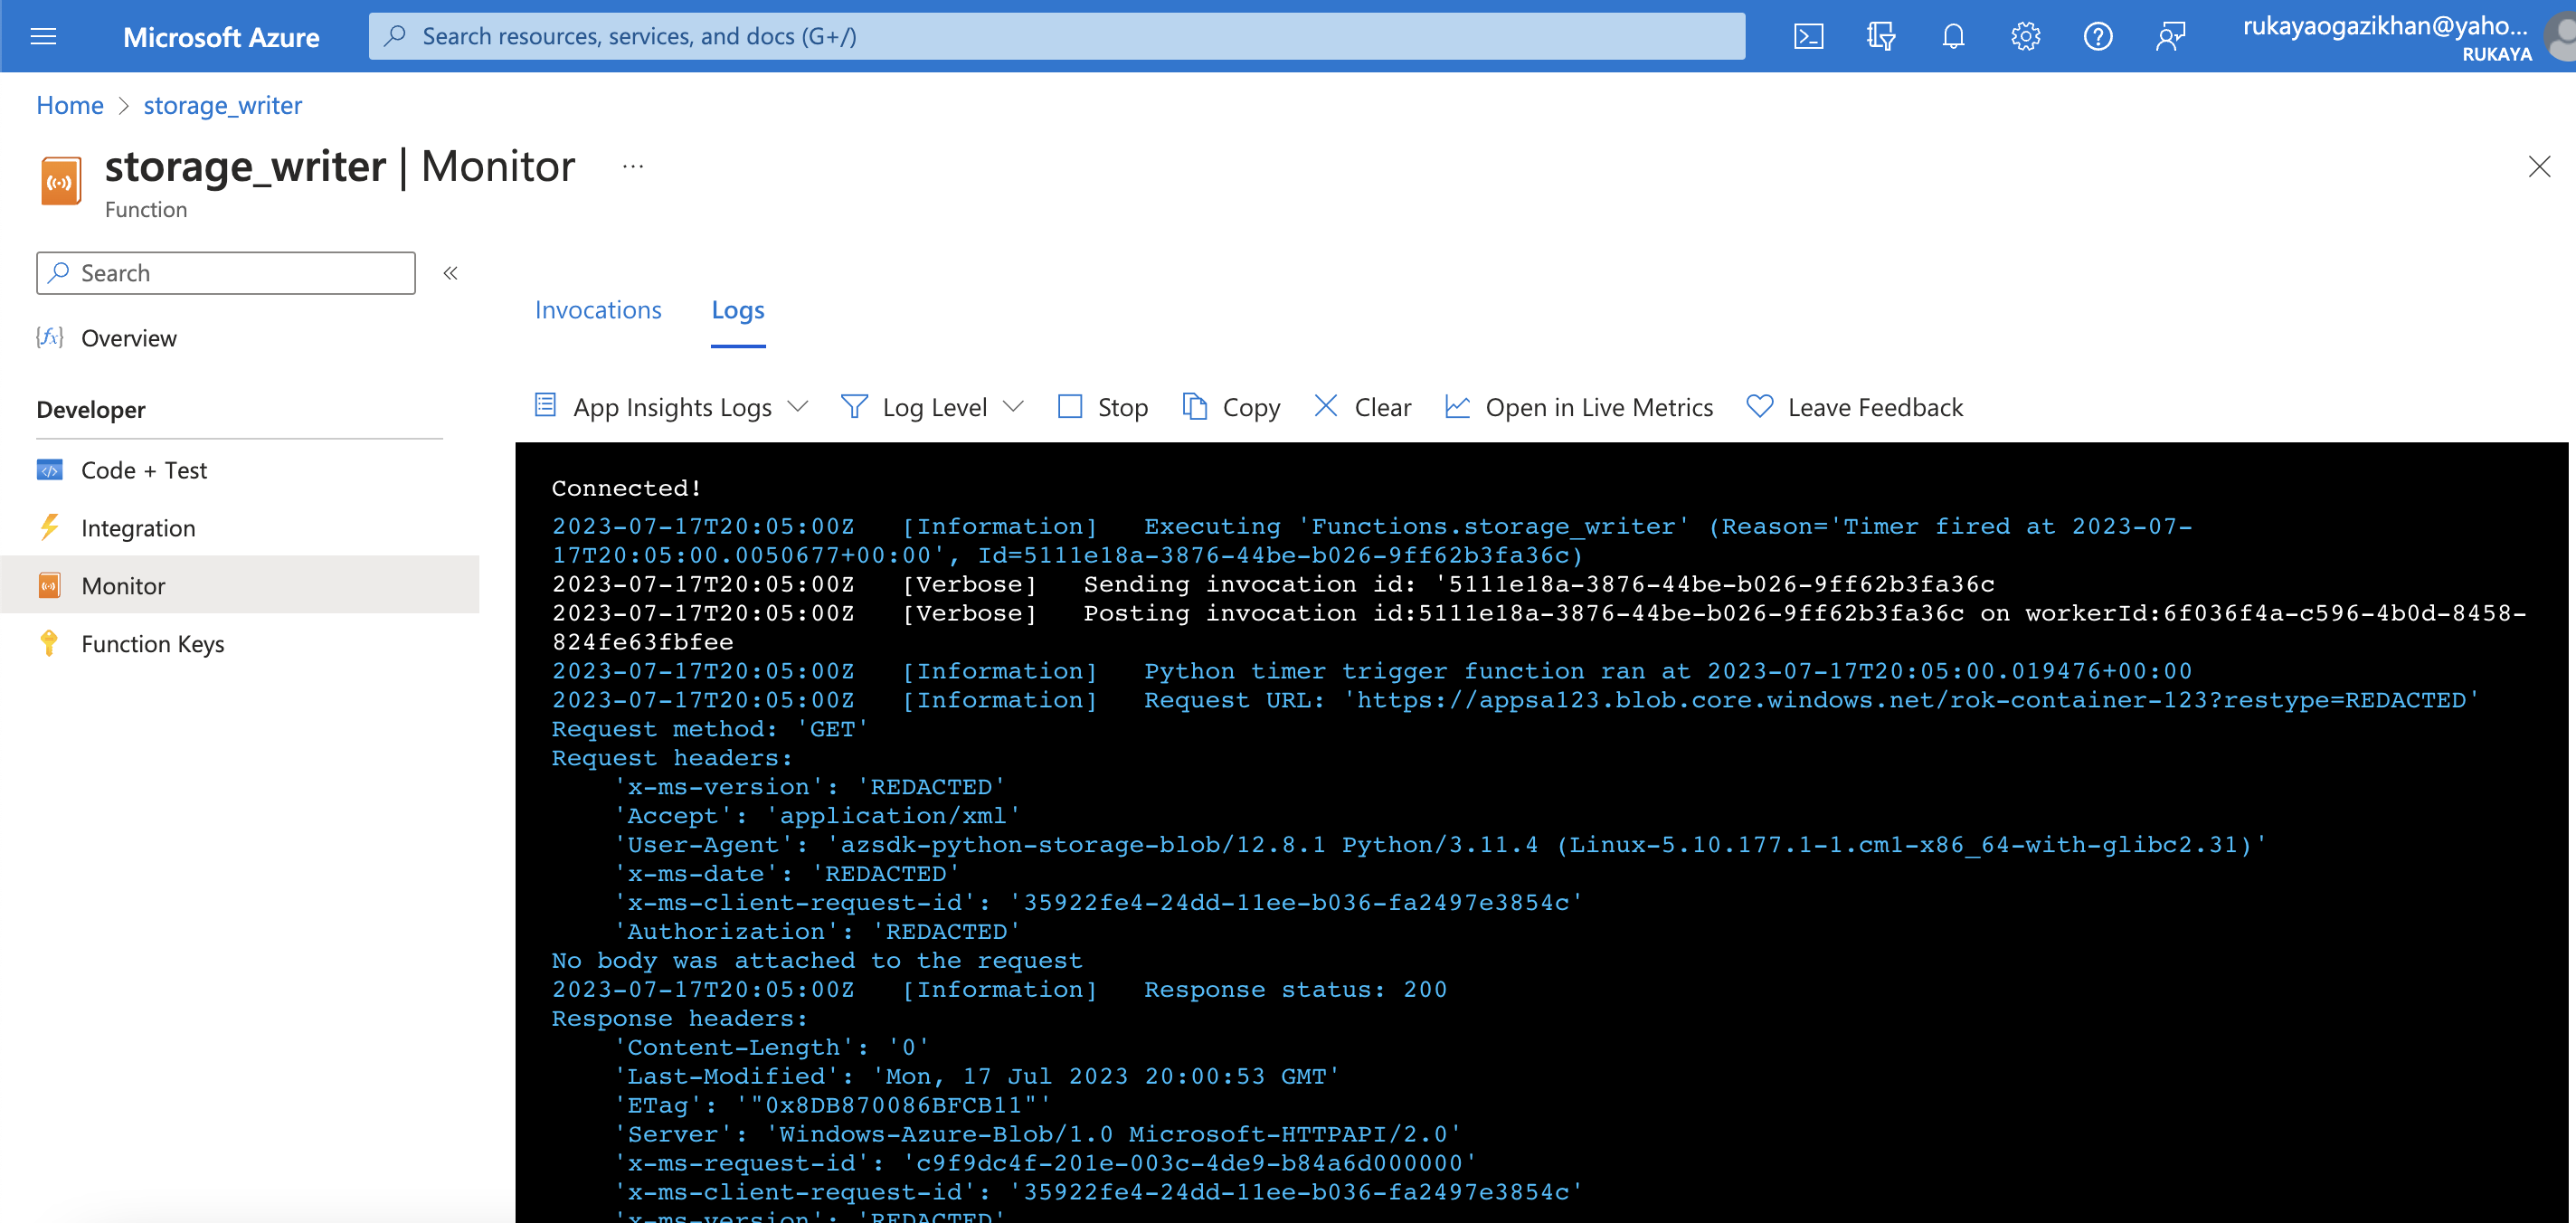 Microsoft Azure
Search resources, services, and docs (G+/)
rukayaogazikhan@yaho...
RUKAYA
Home > storage_writer
storage_writer | Monitor ...
Function
Search
«
Overview
Developer
Code + Test
Integration
Monitor
Function Keys
Invocations Logs
App Insights Logs Log Level Stop Copy Clear Open in Live Metrics Leave Feedback
Connected!
2023-07-17T20:05:00Z [Information] Executing 'Functions.storage_writer' (Reason='Timer fired at 2023-07-
17T20:05:00.0050677+00:00', Id=5111e18a-3876-44be-b026-9ff62b3fa36c)
2023-07-17T20:05:00Z [Verbose] Sending invocation id: '5111e18a-3876-44be-b026-9ff62b3fa36c
2023-07-17T20:05:00Z [Verbose] Posting invocation id:5111e18a-3876-44be-b026-9ff62b3fa36c on workerId:6f036f4a-c596-4b0d-8458-
824fe63fbfee
2023-07-17T20:05:00Z [Information] Python timer trigger function ran at 2023-07-17T20:05:00.019476+00:00
2023-07-17T20:05:00Z [Information] Request URL: 'https://appsa123.blob.core.windows.net/rok-container-123?restype=REDACTED'
Request method: 'GET'
Request headers:
'x-ms-version': 'REDACTED'
'Accept': 'application/xml'
'User-Agent': 'azsdk-python-storage-blob/12.8.1 Python/3.11.4 (Linux-5.10.177.1-1.cm1-x86_64-with-glibc2.31)'
'x-ms-date': 'REDACTED'
'x-ms-client-request-id': '35922fe4-24dd-11ee-b036-fa2497e3854c'
'Authorization': 'REDACTED'
No body was attached to the request
2023-07-17T20:05:00Z [Information] Response status: 200
Response headers:
'Content-Length': '0'
'Last-Modified': 'Mon, 17 Jul 2023 20:00:53 GMT'
'ETag': '"0x8DB870086BFCB11"'
'Server': 'Windows-Azure-Blob/1.0 Microsoft-HTTPAPI/2.0'
'x-ms-request-id': 'c9f9dc4f-201e-003c-4de9-b84a6d000000'
'x-ms-client-request-id': '35922fe4-24dd-11ee-b036-fa2497e3854c'
'x-ms-version': 'REDACTED'